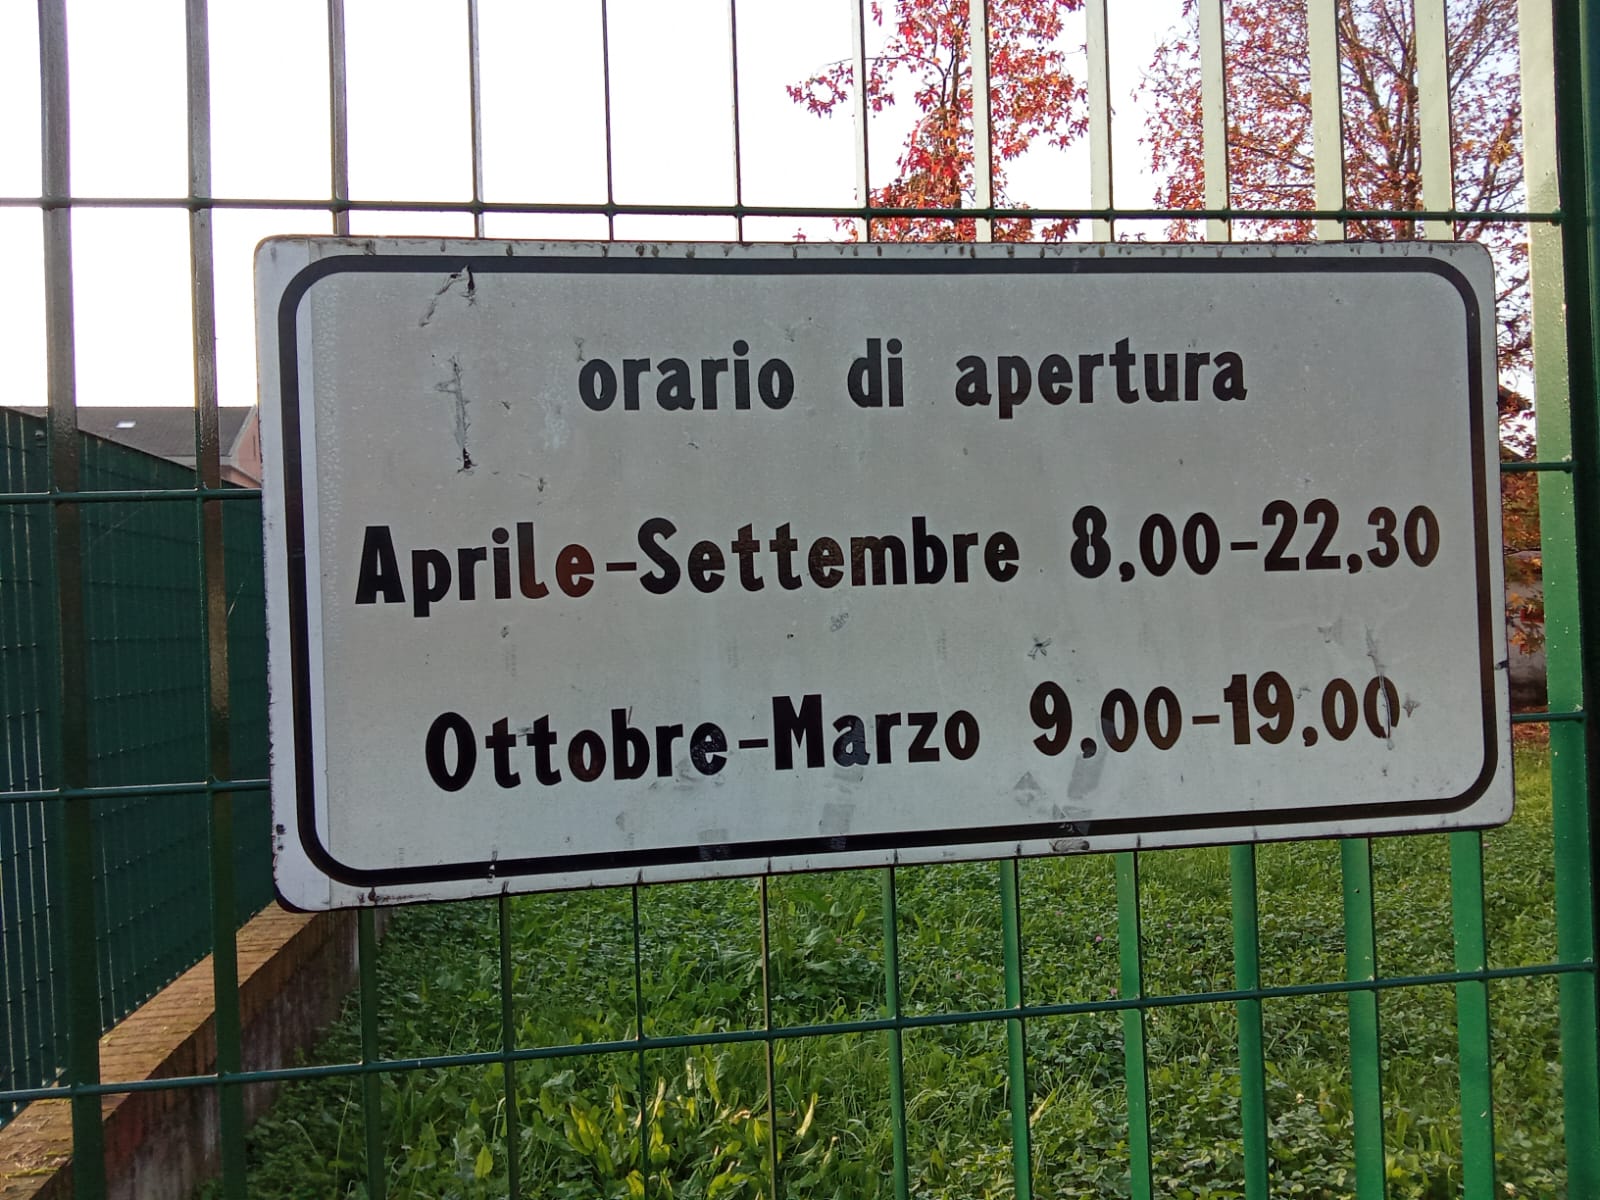 orario di apertura
Aprile-Settembre 8,00-22,30
Ottobre-Marzo 9,00-19,00